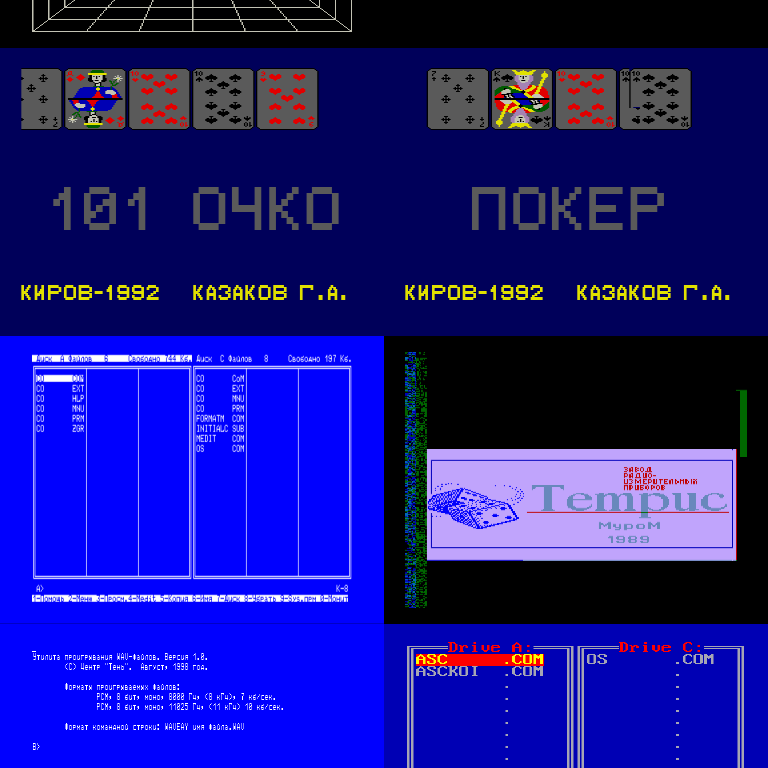 101 ОЧКО
КИРОВ-1992 КАЗАКОВ Г.А.
ПОКЕР
КИРОВ-1992 КАЗАКОВ Г.А.
Диск A Файлов 6 Свободно 744 Кб.
Диск C Файлов 8 Свободно 197 Кб.
CO
CO EXT
CO HLP
CO MNU
CO PRM
CO ZGR
CO COM
CO EXT
CO MNU
CO PRM
FORMATM COM
INITIALC SUB
MEDIT COM
OS COM
A> K-0
1-Помощь 2-Меню 3-Просм.4-Medit 5-Копия 6-Имя 7-Диск 8-Убрать 9-Sys.прм 0-Монит
ЗАВОД
РАДИО-
ИЗМЕРИТЕЛЬНЫХ
ПРИБОРОВ
Тетрис
Муром
1989
Утилита проигрывания WAV-файлов. Версия 1.0.
(C) Центр "Тень". Август 1998 год.
Форматы проигрываемых файлов:
PCM, 8 бит, моно, 8000 Гц, (8 кГц), 7 кб/сек.
PCM, 8 бит, моно, 11025 Гц, (11 кГц) 10 кб/сек.
Формат командной строки: WAVEAY имя файла.WAV
B>
Drive A:
ASC .COM
ASCKOI .COM
Drive C:
OS .COM